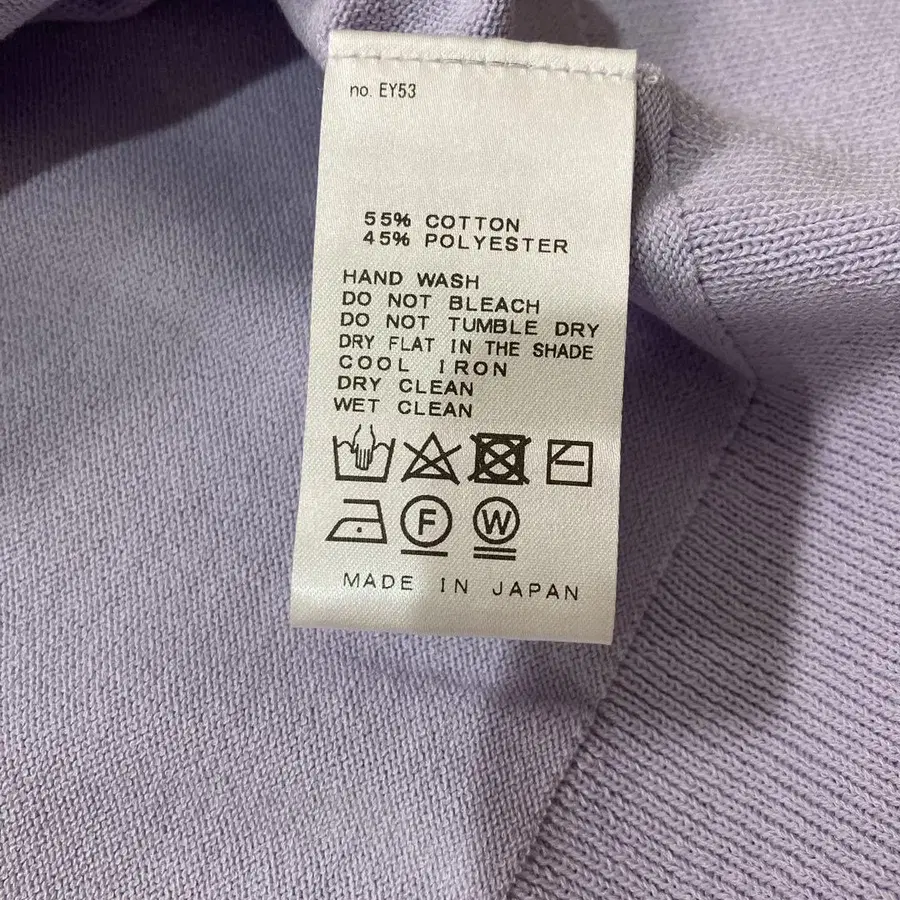 no. EY53
55% COTTON
45% POLYESTER
HAND WASH
DO NOT BLEACH
DO NOT TUMBLE DRY
DRY FLAT IN THE SHADE
COOL IRON
DRY CLEAN
WET CLEAN
F W
MADE IN JAPAN